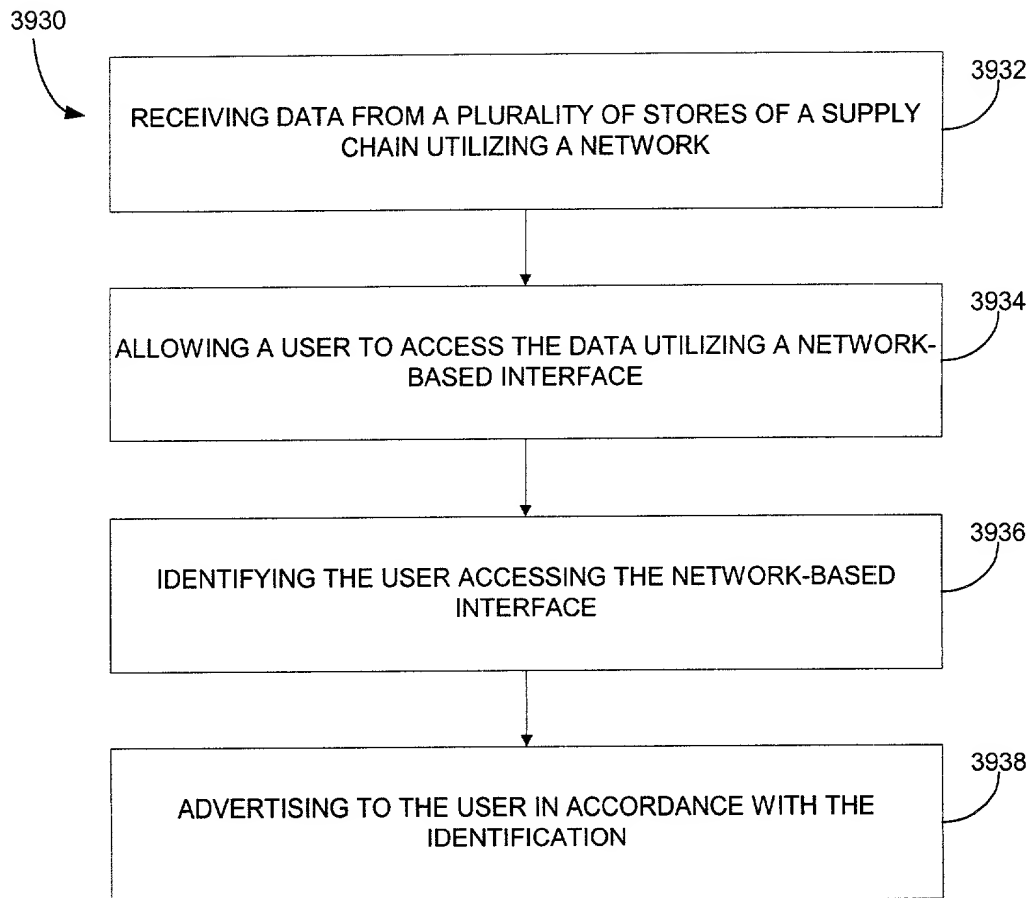 3930
3932
RECEIVING DATA FROM A PLURALITY OF STORES OF A SUPPLY
CHAIN UTILIZING A NETWORK
3934
ALLOWING A USER TO ACCESS THE DATA UTILIZING A NETWORK-
BASED INTERFACE
3936
IDENTIFYING THE USER ACCESSING THE NETWORK-BASED
INTERFACE
3938
ADVERTISING TO THE USER IN ACCORDANCE WITH THE
IDENTIFICATION